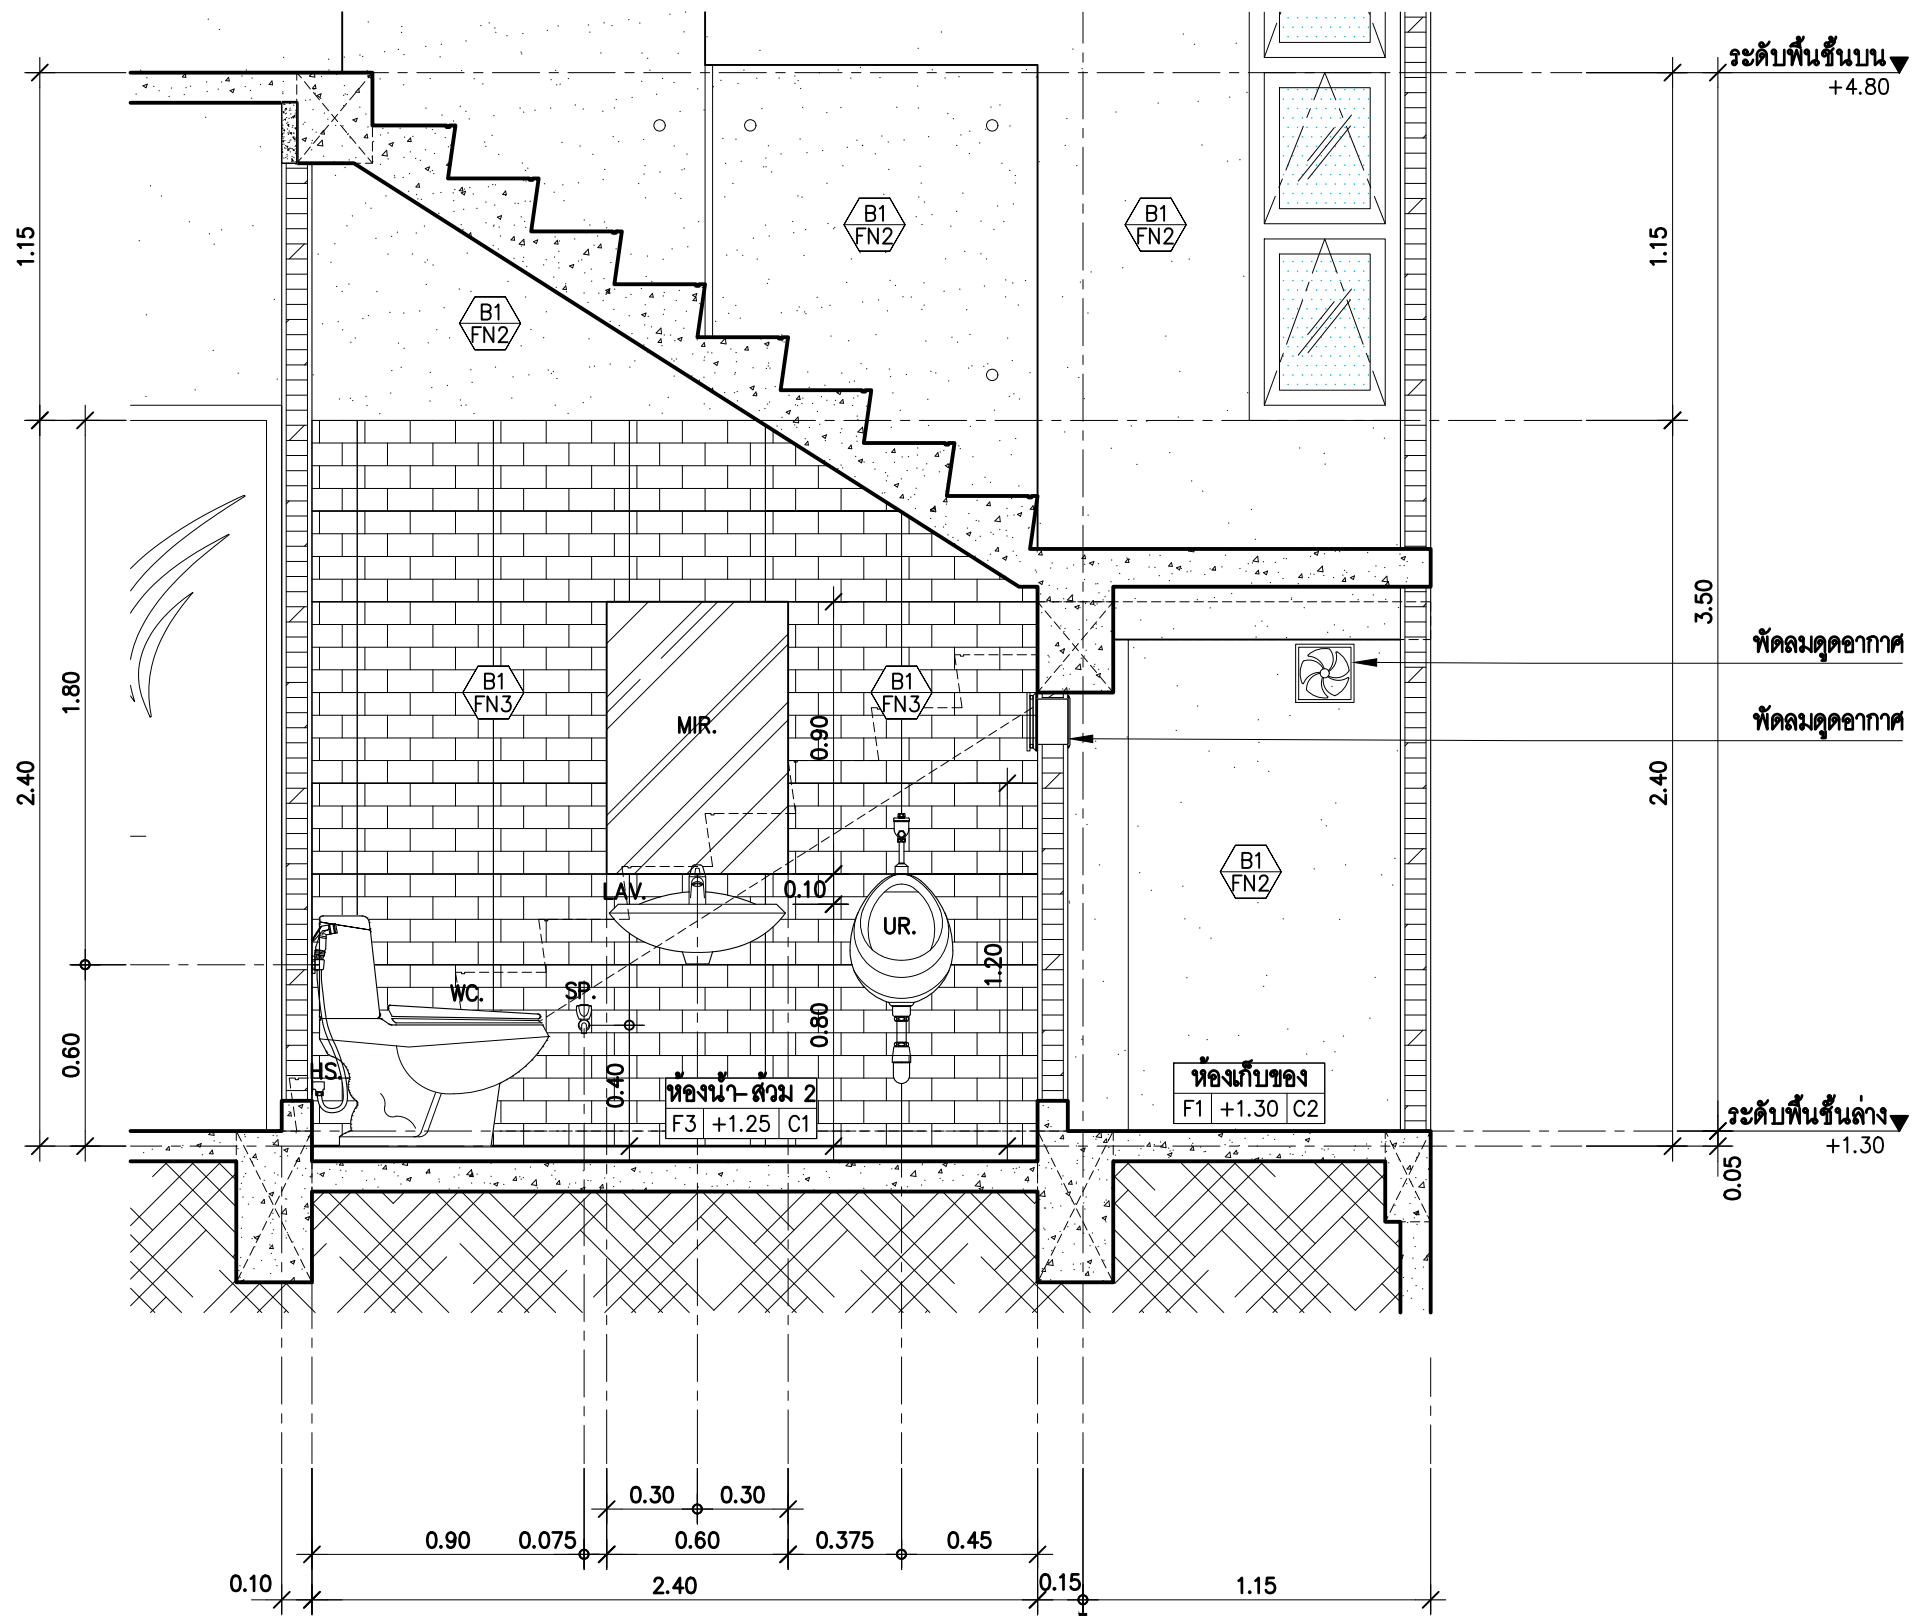 ระดับพื้นชั้นบน
+4.80
1.15
1.15
B1
FN2
B1
FN2
B1
FN2
3.50
พัดลมดูดอากาศ
พัดลมดูดอากาศ
1.80
2.40
B1
FN3
MIR.
0.90
B1
FN3
2.40
B1
FN2
LAV.
0.10
UR.
1.20
WC.
SP.
0.80
0.60
HS.
0.40
ห้องน้ำ-ส้วม 2
F3 +1.25 C1
ห้องเก็บของ
F1 +1.30 C2
ระดับพื้นชั้นล่าง
+1.30
0.05
0.30 0.30
0.90 0.075 0.60 0.375 0.45
0.10 2.40 0.15 1.15